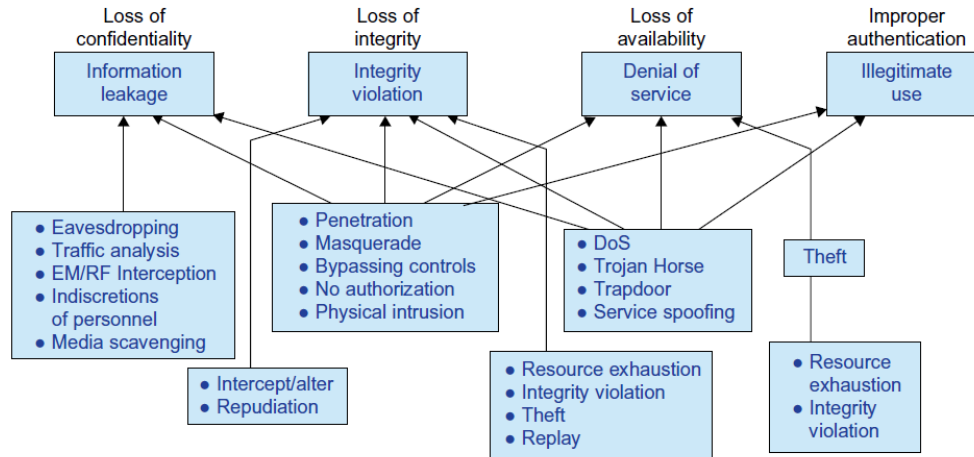 Loss of
confidentiality
Loss of
integrity
Loss of
availability
Improper
authentication
Information
leakage
Integrity
violation
Denial of
service
Illegitimate
use
● Eavesdropping
● Traffic analysis
● EM/RF Interception
● Indiscretions
of personnel
● Media scavenging
● Penetration
● Masquerade
● Bypassing controls
● No authorization
● Physical intrusion
● DoS
● Trojan Horse
● Trapdoor
● Service spoofing
Theft
● Intercept/alter
● Repudiation
● Resource exhaustion
● Integrity violation
● Theft
● Replay
● Resource
exhaustion
● Integrity
violation